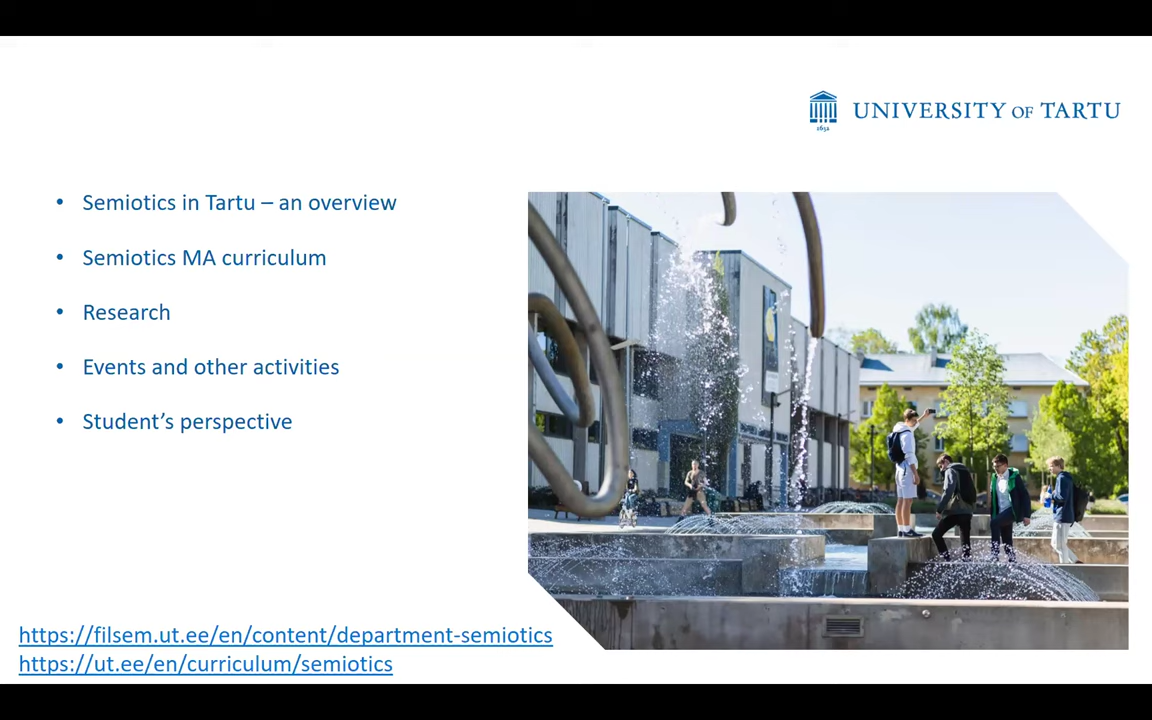 UNIVERSITY OF TARTU
1632
• Semiotics in Tartu – an overview
• Semiotics MA curriculum
• Research
• Events and other activities
• Student’s perspective
https://filsem.ut.ee/en/content/department-semiotics
https://ut.ee/en/curriculum/semiotics